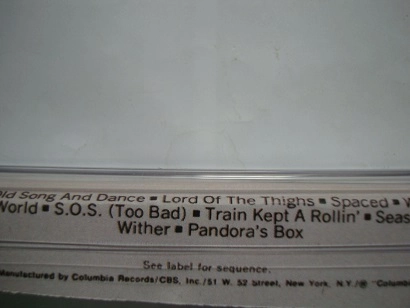 old Song And Dance ▪ Lord Of The Thighs ▪ Spaced ▪ W
World ▪ S.O.S. (Too Bad) ▪ Train Kept A Rollin' ▪ Seas
Wither ▪ Pandora's Box
See label for sequence.
Manufactured by Columbia Records/CBS, Inc./51 W. 52 Street, New York, N.Y./℗ "Columbia